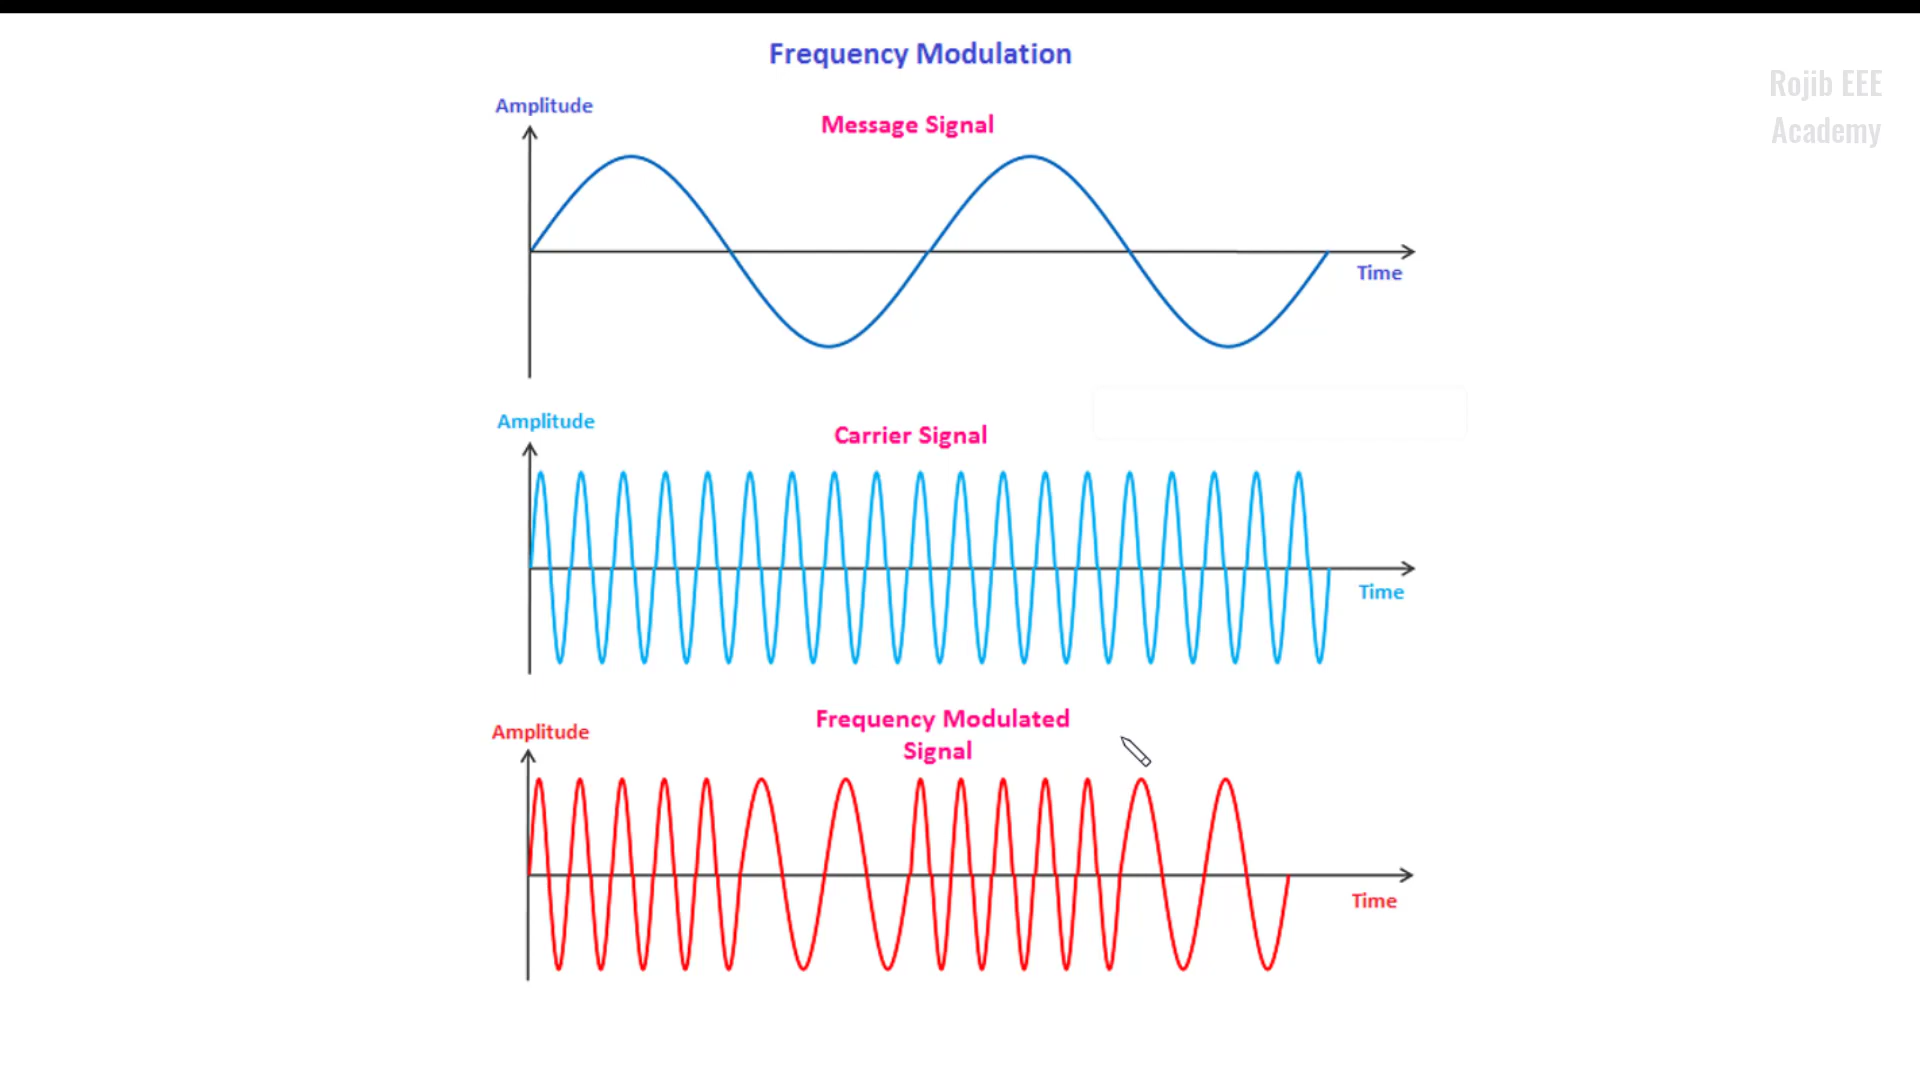 Frequency Modulation
Rojib EEE
Academy
Amplitude
Message Signal
Time
Amplitude
Carrier Signal
Time
Frequency Modulated
Signal
Amplitude
Time